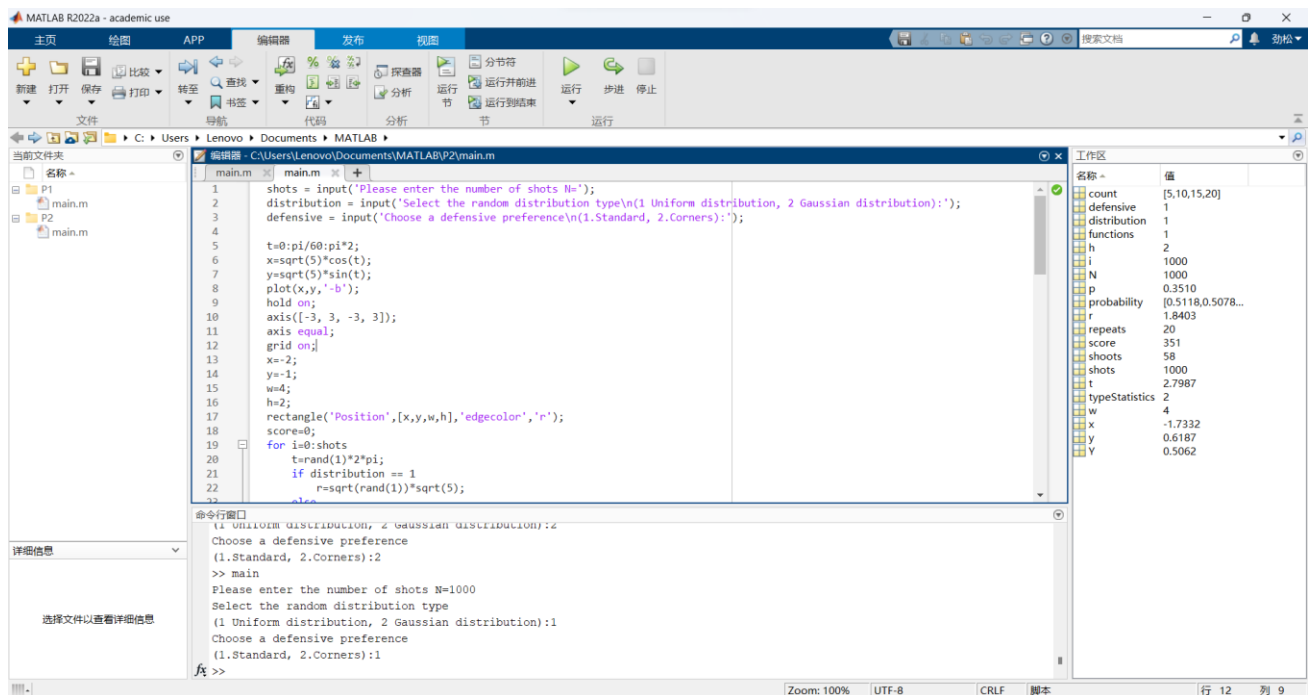 MATLAB R2022a - academic use
主页 绘图 APP 编辑器 发布 视图 搜索文档 劲松
新建 打开 保存 比较 打印 转至 查找 书签 重构 探查器 分析 运行节 分节符 运行并前进 运行到结束 运行 步进 停止
文件 导航 代码 分析 节 运行
C: Users Lenovo Documents MATLAB
当前文件夹
名称
P1
main.m
P2
main.m
详细信息
选择文件以查看详细信息
编辑器 - C:\Users\Lenovo\Documents\MATLAB\P2\main.m
main.m main.m
1 shots = input('Please enter the number of shots N=');
2 distribution = input('Select the random distribution type\n(1 Uniform distribution, 2 Gaussian distribution):');
3 defensive = input('Choose a defensive preference\n(1.Standard, 2.Corners):');
4
5 t=0:pi/60:pi*2;
6 x=sqrt(5)*cos(t);
7 y=sqrt(5)*sin(t);
8 plot(x,y,'-b');
9 hold on;
10 axis([-3, 3, -3, 3]);
11 axis equal;
12 grid on;
13 x=-2;
14 y=-1;
15 w=4;
16 h=2;
17 rectangle('Position',[x,y,w,h],'edgecolor','r');
18 score=0;
19 for i=0:shots
20 t=rand(1)*2*pi;
21 if distribution == 1
22 r=sqrt(rand(1))*sqrt(5);
23 else
命令行窗口
(1 Uniform distribution, 2 Gaussian distribution):2
Choose a defensive preference
(1.Standard, 2.Corners):2
>> main
Please enter the number of shots N=1000
Select the random distribution type
(1 Uniform distribution, 2 Gaussian distribution):1
Choose a defensive preference
(1.Standard, 2.Corners):1
fx >>
工作区
名称 值
count [5,10,15,20]
defensive 1
distribution 1
functions 1
h 2
i 1000
N 1000
p 0.3510
probability [0.5118,0.5078...
r 1.8403
repeats 20
score 351
shoots 58
shots 1000
t 2.7987
typeStatistics 2
w 4
x -1.7332
y 0.6187
Y 0.5062
Zoom: 100% UTF-8 CRLF 脚本 行 12 列 9